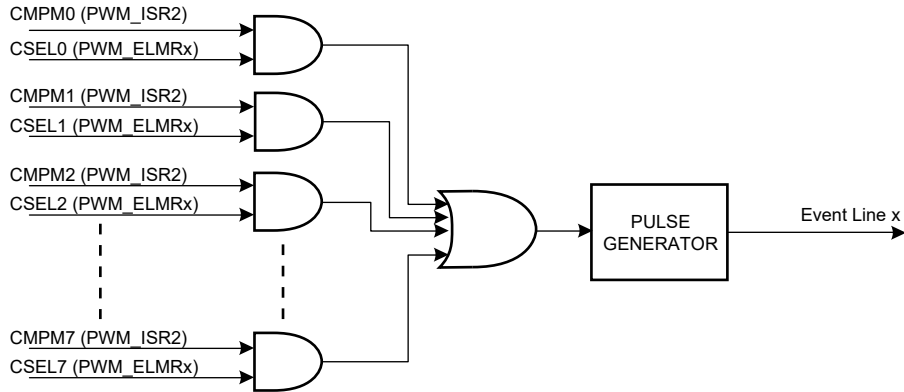 CMPM0 (PWM_ISR2)
CSEL0 (PWM_ELMRx)
CMPM1 (PWM_ISR2)
CSEL1 (PWM_ELMRx)
CMPM2 (PWM_ISR2)
CSEL2 (PWM_ELMRx)
PULSE
GENERATOR
Event Line x
CMPM7 (PWM_ISR2)
CSEL7 (PWM_ELMRx)